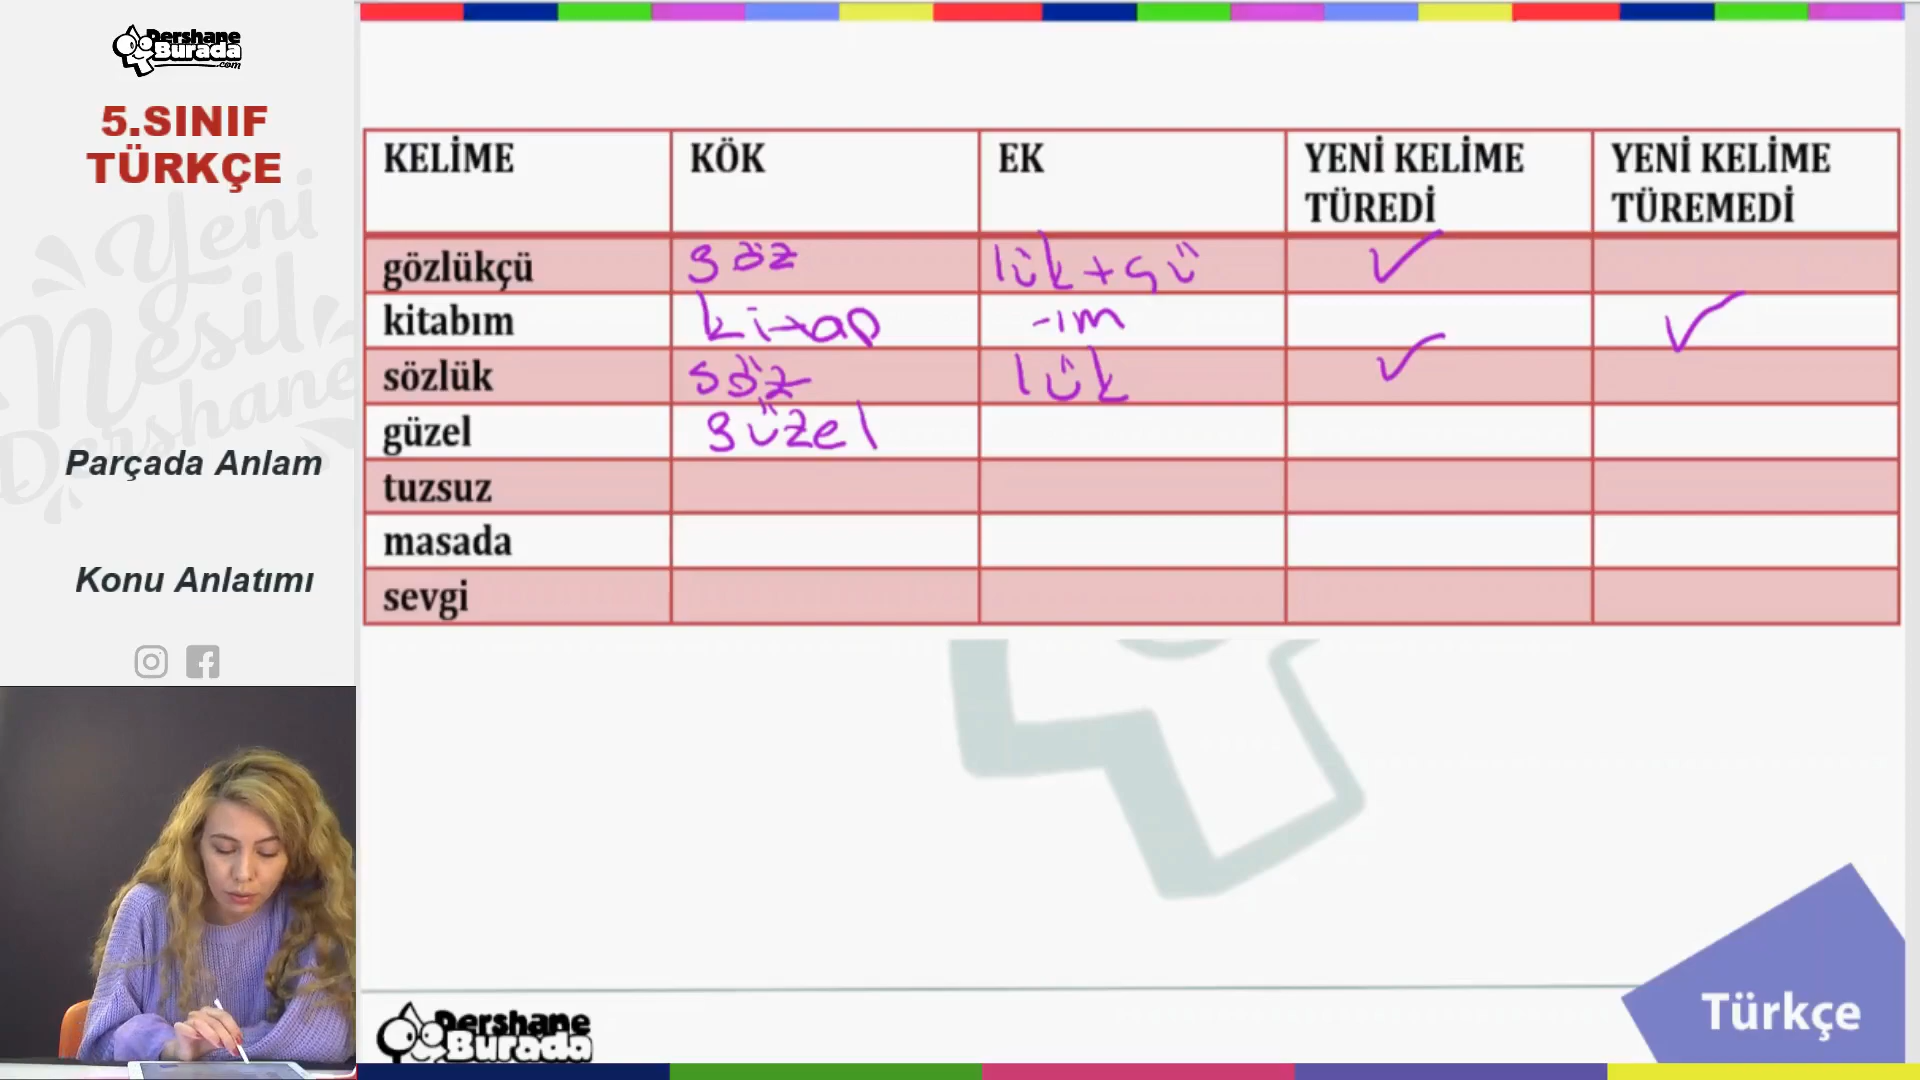 Dershane
Burada
.com
5.SINIF
TÜRKÇE
Yeni
Nesil
Dershane
Parçada Anlam
Konu Anlatımı
KELİME KÖK EK YENİ KELİME TÜREDİ YENİ KELİME TÜREMEDİ
gözlükçü göz lük+çü ✓
kitabım kitap -ım ✓
sözlük söz lük ✓
güzel güzel
tuzsuz
masada
sevgi
Dershane
Burada
Türkçe